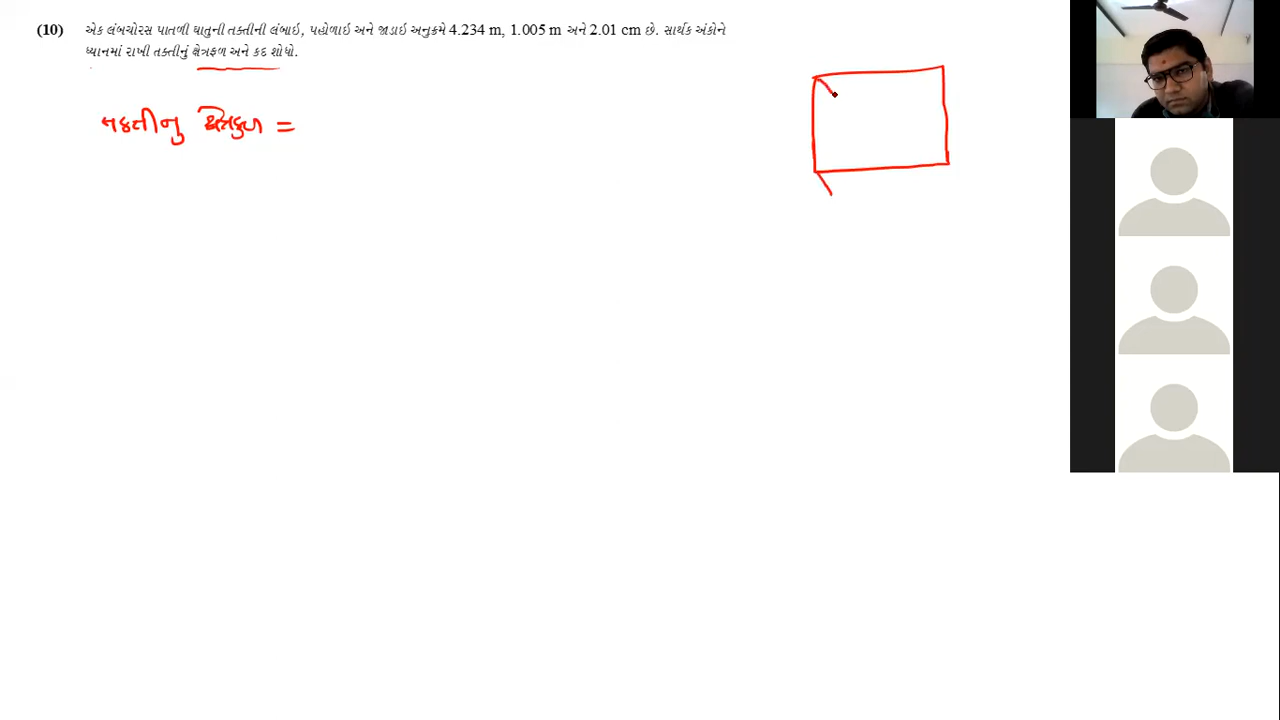 (10) એક લંબચોરસ પાતળી ધાતુની તક્તીની લંબાઈ, પહોળાઈ અને જાડાઈ અનુક્રમે 4.234 m, 1.005 m અને 2.01 cm છે. સાર્થક અંકોને
ધ્યાનમાં રાખી તક્તીનું ક્ષેત્રફળ અને કદ શોધો.
તકતીનુ ક્ષેત્રફળ =